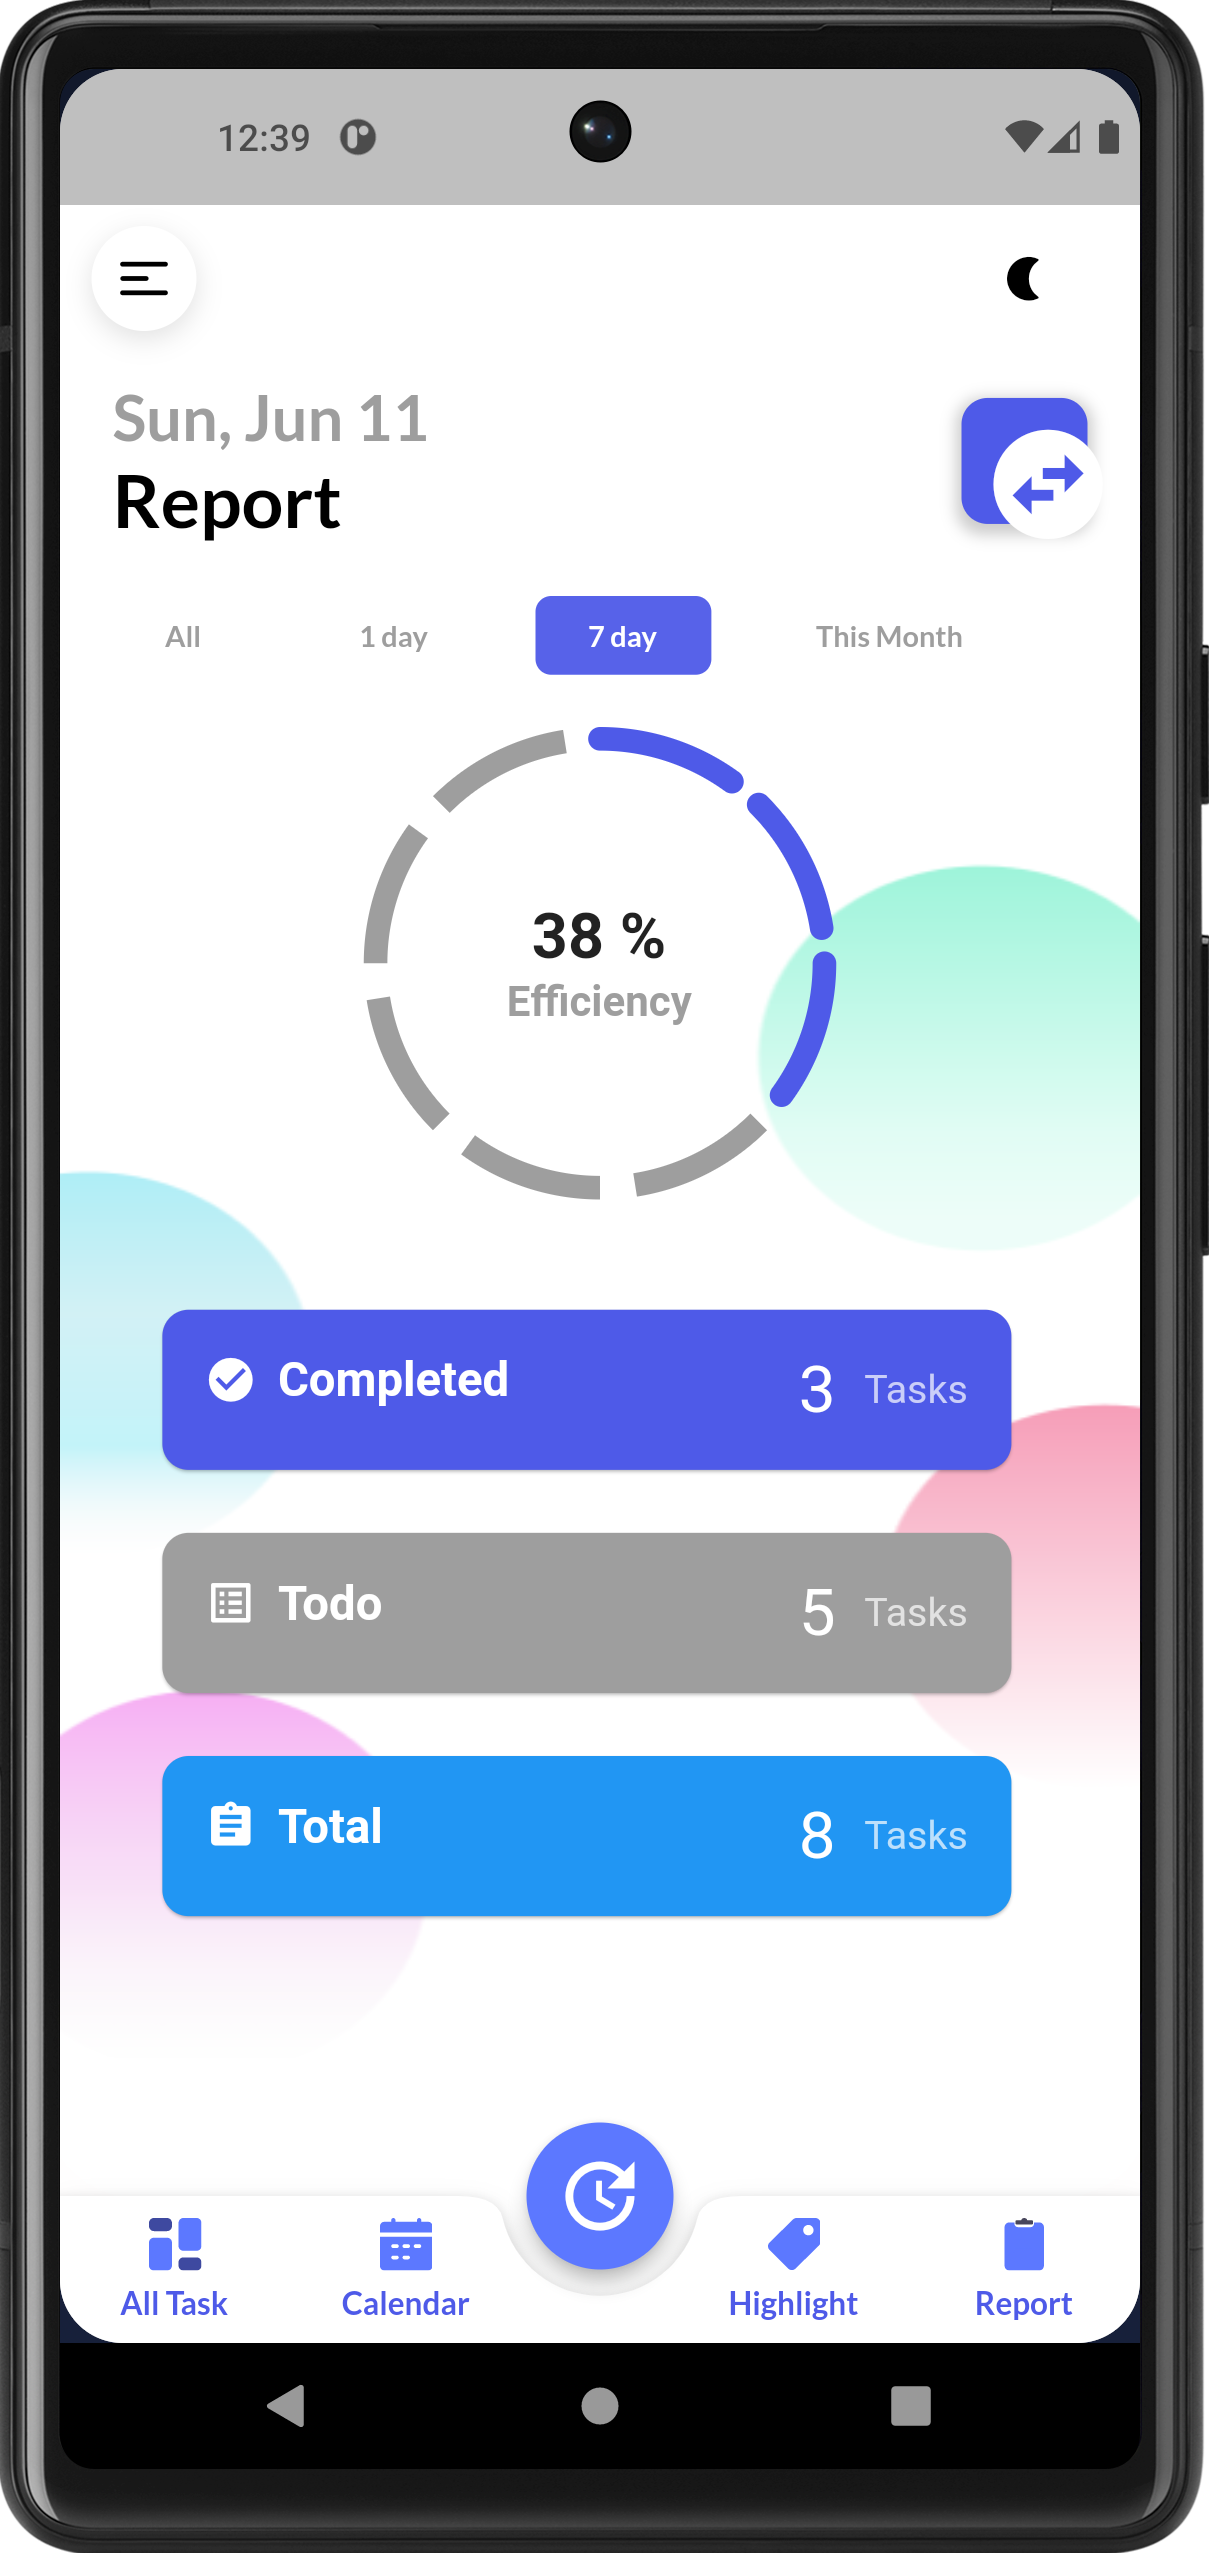 12:39
Sun, Jun 11
Report
All 1 day 7 day This Month
38 %
Efficiency
Completed 3 Tasks
Todo 5 Tasks
Total 8 Tasks
All Task Calendar Highlight Report